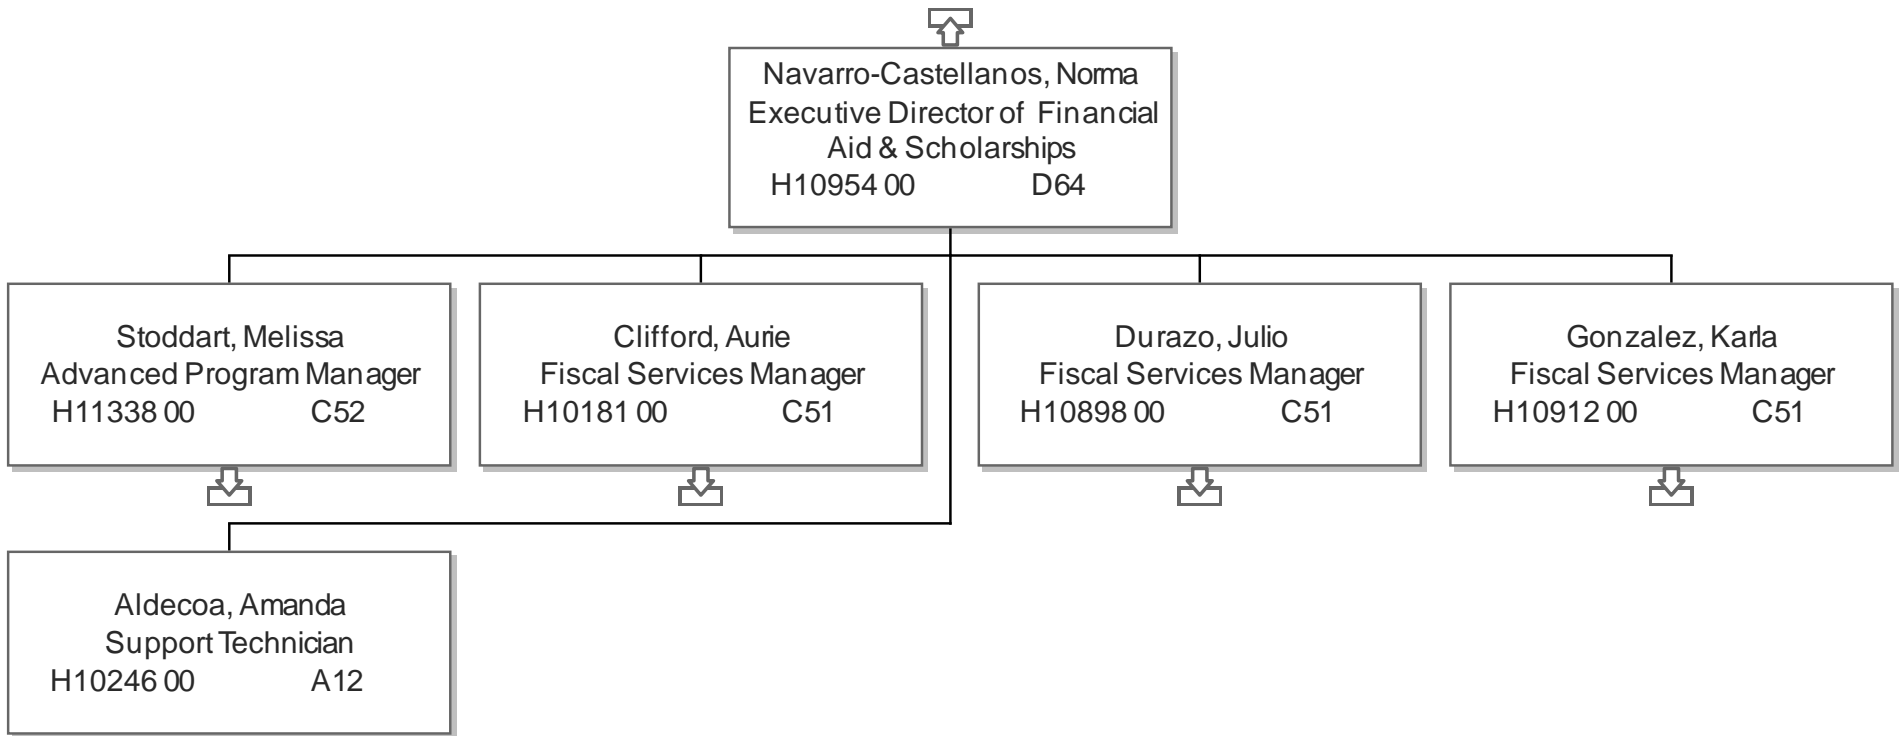 Navarro-Castellanos, Norma
Executive Director of Financial
Aid & Scholarships
H10954 00 D64
Stoddart, Melissa
Advanced Program Manager
H11338 00 C52
Clifford, Aurie
Fiscal Services Manager
H10181 00 C51
Durazo, Julio
Fiscal Services Manager
H10898 00 C51
Gonzalez, Karla
Fiscal Services Manager
H10912 00 C51
Aldecoa, Amanda
Support Technician
H10246 00 A12